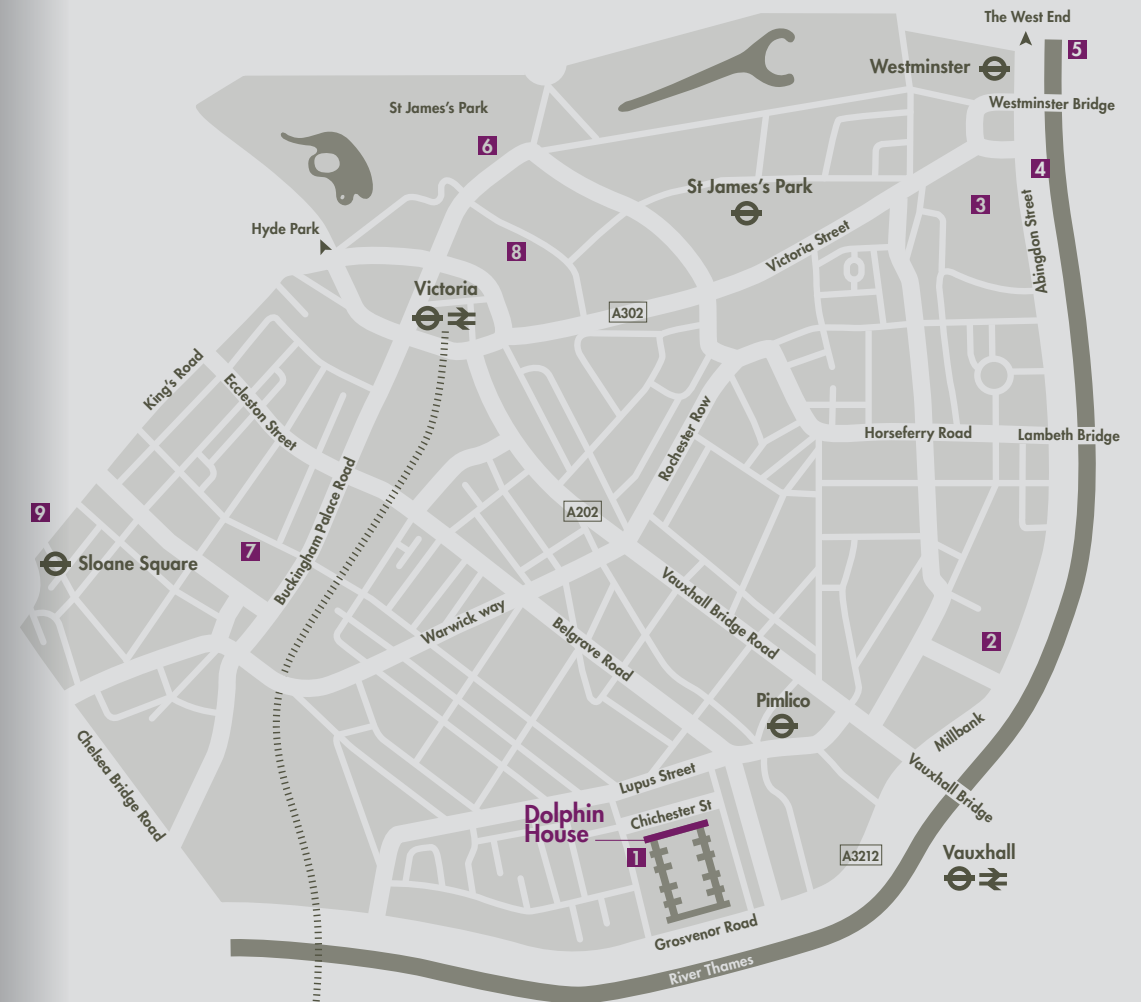 The West End
5
Westminster
Westminster Bridge
St James's Park
6
4
St James's Park
3
Abingdon Street
Hyde Park
8
Victoria Street
Victoria
A302
King's Road
Eccleston Street
Rochester Row
Horseferry Road
Lambeth Bridge
Buckingham Palace Road
9
A202
7
Sloane Square
Vauxhall Bridge Road
Warwick way
Belgrave Road
2
Pimlico
Millbank
Chelsea Bridge Road
Vauxhall Bridge
Lupus Street
Chichester St
Dolphin
House
1
A3212
Vauxhall
Grosvenor Road
River Thames